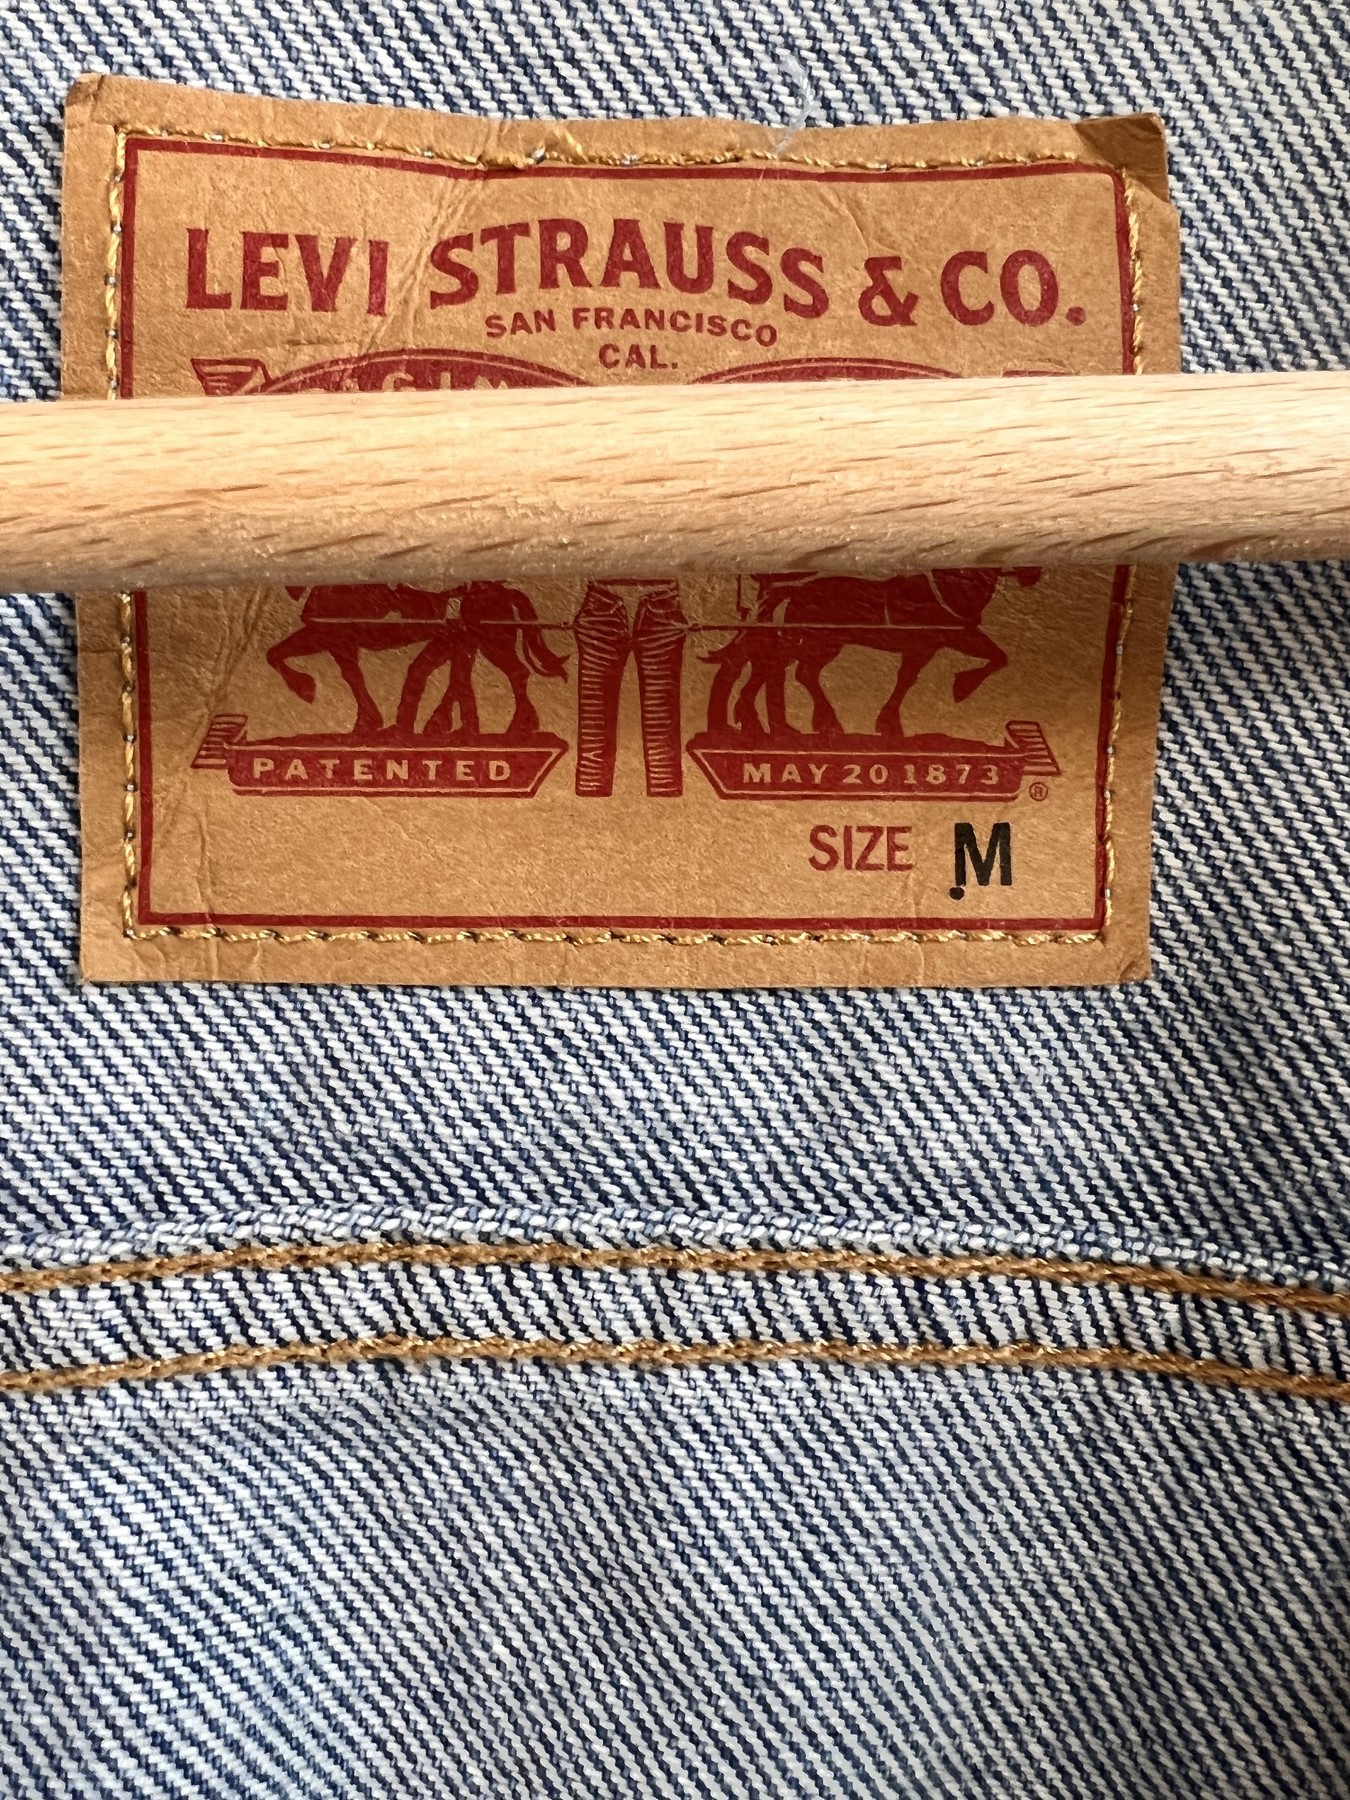 LEVI STRAUSS & CO.
SAN FRANCISCO
CAL.
PATENTED
MAY 20 1873
®
SIZE M